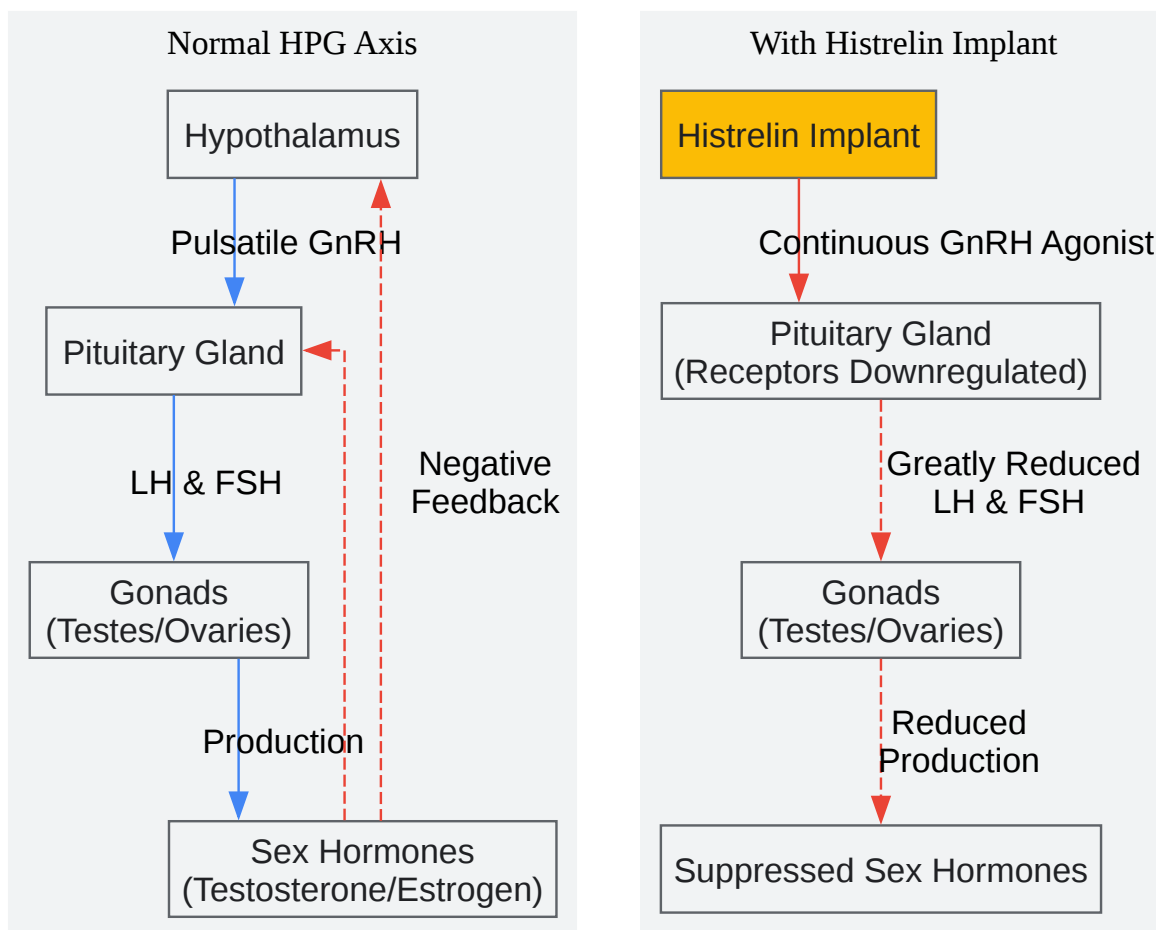 Normal HPG Axis
Hypothalamus
Pulsatile GnRH
Pituitary Gland
LH & FSH
Negative
Feedback
Gonads
(Testes/Ovaries)
Production
Sex Hormones
(Testosterone/Estrogen)
With Histrelin Implant
Histrelin Implant
Continuous GnRH Agonist
Pituitary Gland
(Receptors Downregulated)
Greatly Reduced
LH & FSH
Gonads
(Testes/Ovaries)
Reduced
Production
Suppressed Sex Hormones